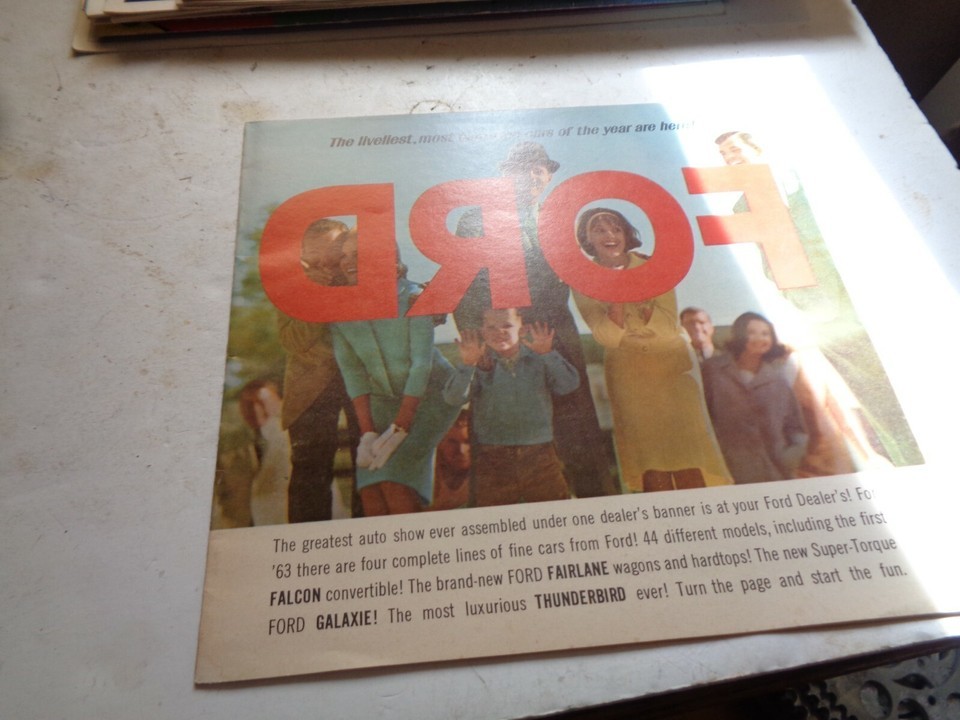 The liveliest, most cars of the year are here!
FORD
The greatest auto show ever assembled under one dealer's banner is at your Ford Dealer's!
'63 there are four complete lines of fine cars from Ford! 44 different models, including the first
FALCON convertible! The brand-new FORD FAIRLANE wagons and hardtops! The new Super-Torque
FORD GALAXIE! The most luxurious THUNDERBIRD ever! Turn the page and start the fun.